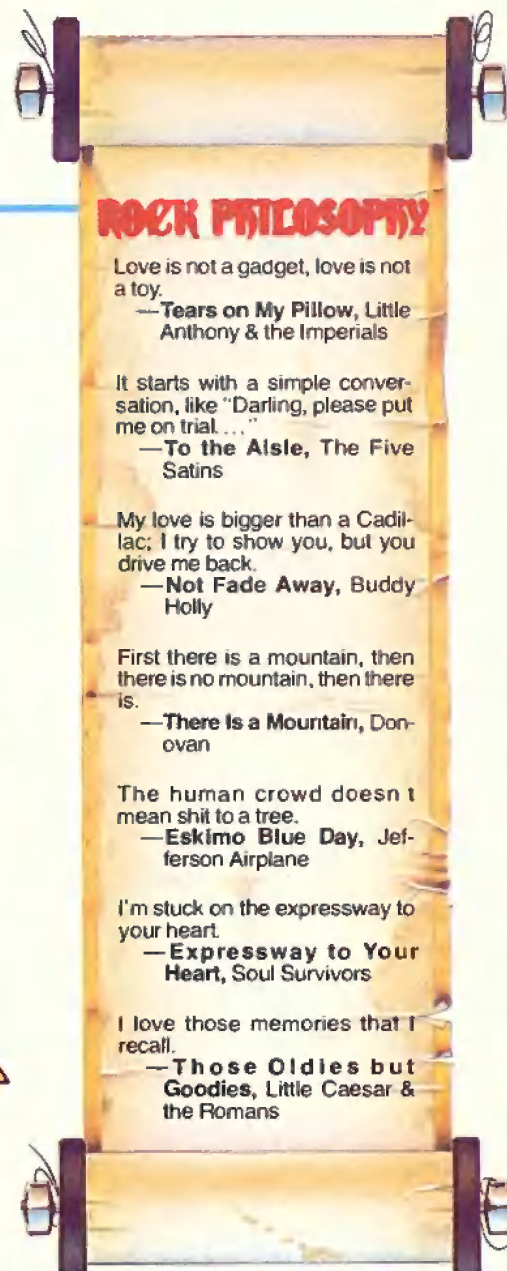 ROCK PHILOSOPHY
Love is not a gadget, love is not
a toy.
—Tears on My Pillow, Little
Anthony & the Imperials
It starts with a simple conver-
sation, like "Darling, please put
me on trial. . . ."
—To the Aisle, The Five
Satins
My love is bigger than a Cadil-
lac; I try to show you, but you
drive me back.
—Not Fade Away, Buddy
Holly
First there is a mountain, then
there is no mountain, then there
is.
—There Is a Mountain, Don-
ovan
The human crowd doesn t
mean shit to a tree.
—Eskimo Blue Day, Jef-
ferson Airplane
I'm stuck on the expressway to
your heart.
—Expressway to Your
Heart, Soul Survivors
I love those memories that I
recall.
—Those Oldies but
Goodies, Little Caesar &
the Romans